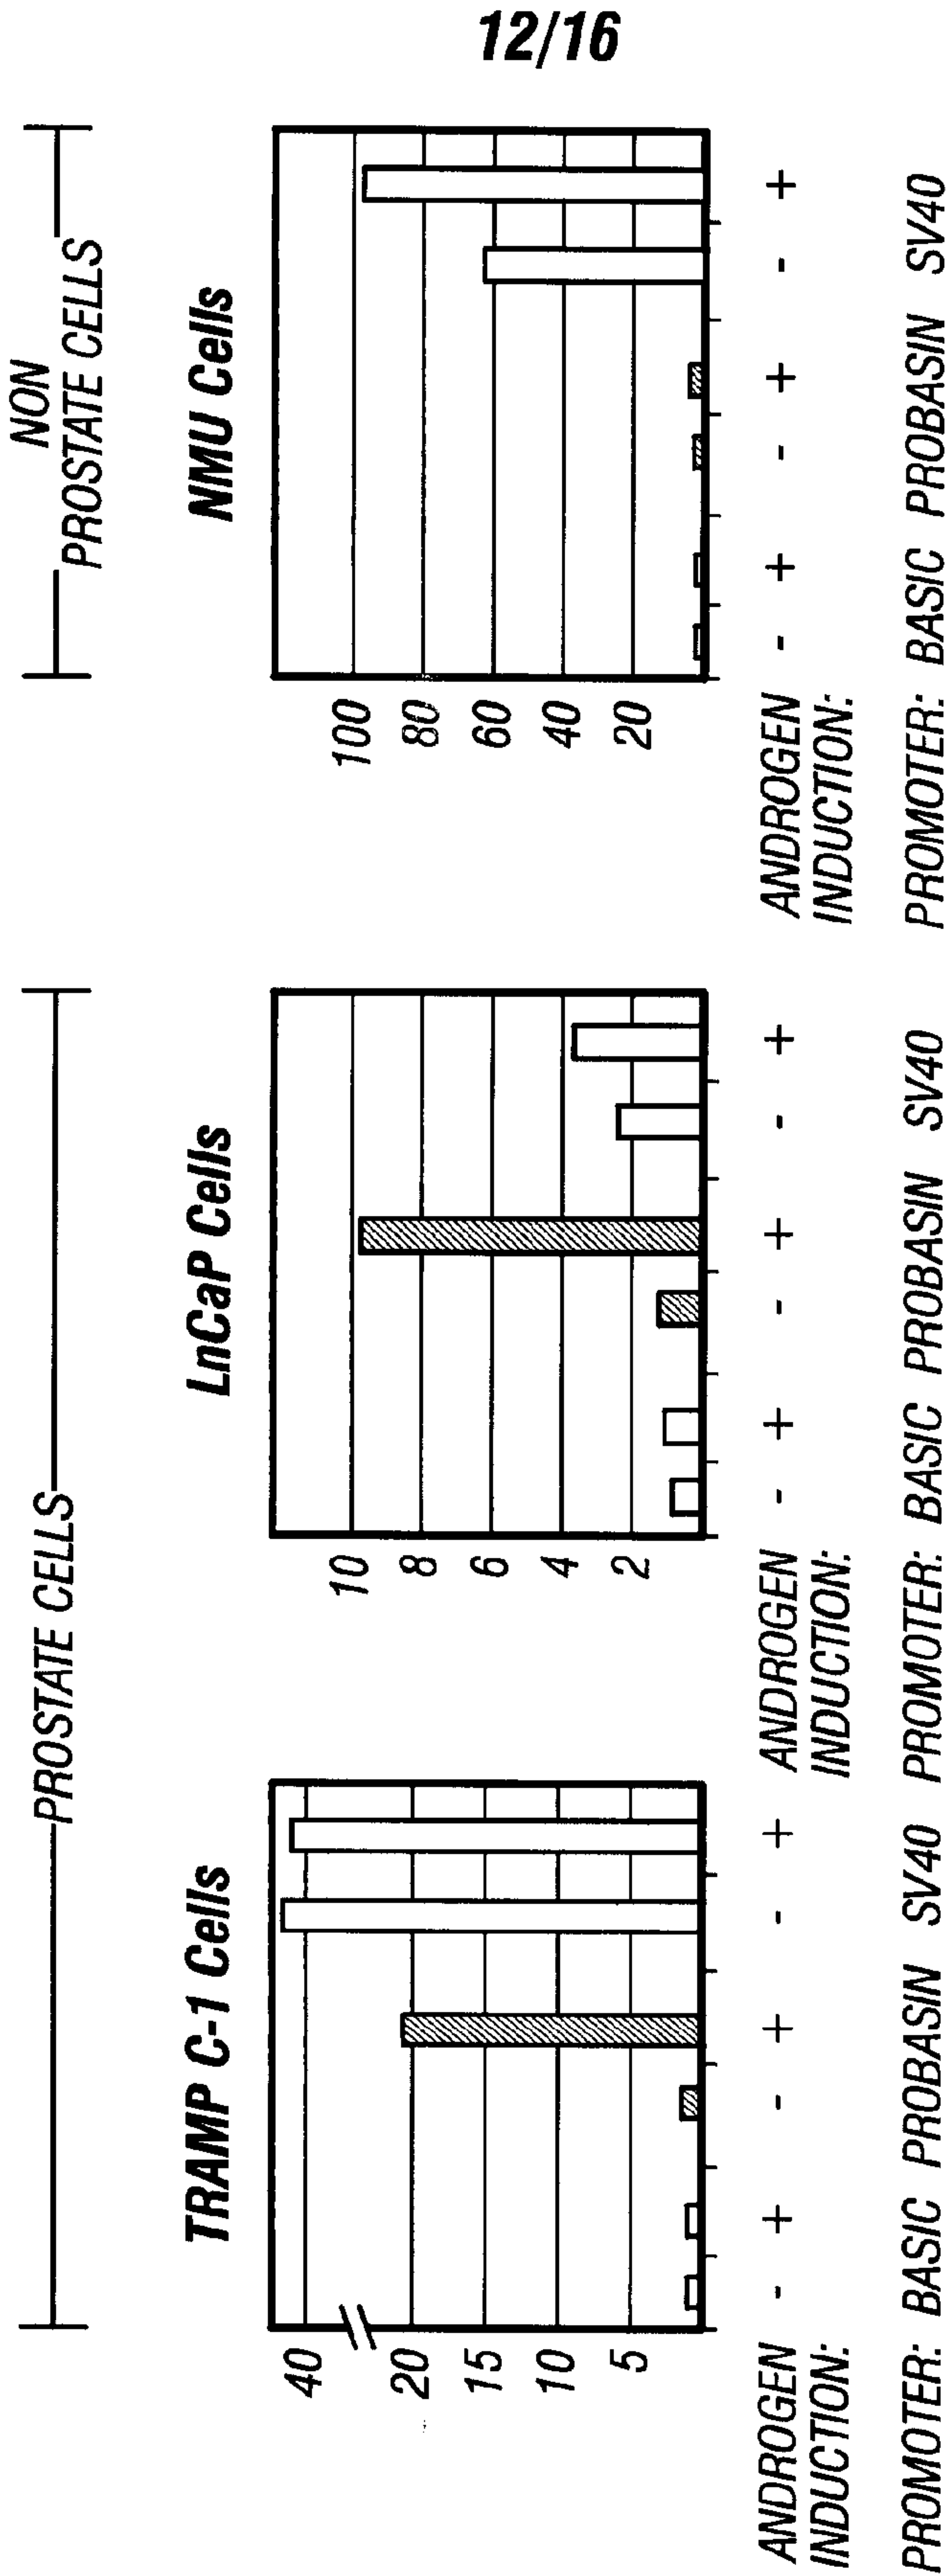 12/16
PROSTATE CELLS
NON
PROSTATE CELLS
TRAMP C-1 Cells
40
20
15
10
5
ANDROGEN
INDUCTION:
- + - + - +
PROMOTER: BASIC PROBASIN SV40
LnCaP Cells
10
8
6
4
2
ANDROGEN
INDUCTION:
- + - + - +
PROMOTER: BASIC PROBASIN SV40
NMU Cells
100
80
60
40
20
ANDROGEN
INDUCTION:
- + - + - +
PROMOTER: BASIC PROBASIN SV40